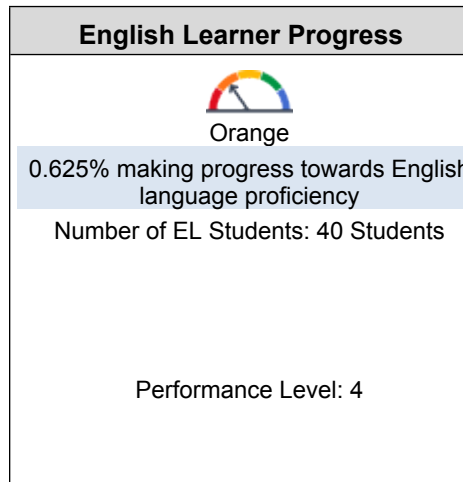 English Learner Progress
Orange
0.625% making progress towards English
language proficiency
Number of EL Students: 40 Students
Performance Level: 4